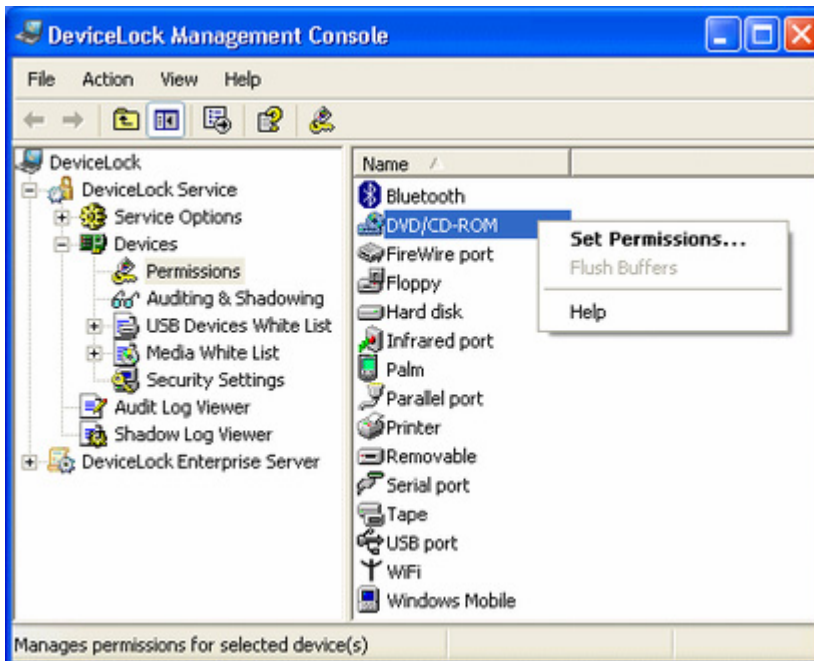 DeviceLock Management Console
File Action View Help
DeviceLock
DeviceLock Service
Service Options
Devices
Permissions
Auditing & Shadowing
USB Devices White List
Media White List
Security Settings
Audit Log Viewer
Shadow Log Viewer
DeviceLock Enterprise Server
Name
Bluetooth
DVD/CD-ROM
FireWire port
Floppy
Hard disk
Infrared port
Palm
Parallel port
Printer
Removable
Serial port
Tape
USB port
WiFi
Windows Mobile
Set Permissions...
Flush Buffers
Help
Manages permissions for selected device(s)